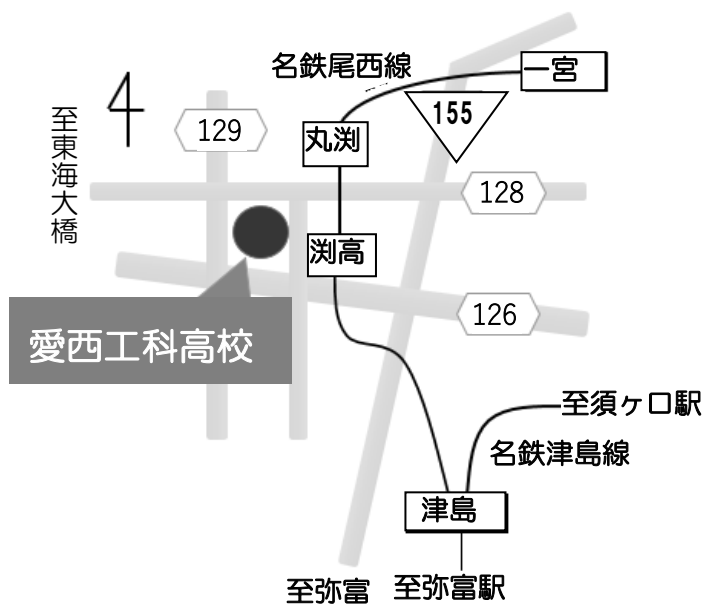 名鉄尾西線
一宮
155
129
至東海大橋
丸渕
128
渕高
126
愛西工科高校
至須ヶ口駅
名鉄津島線
津島
至弥富
至弥富駅